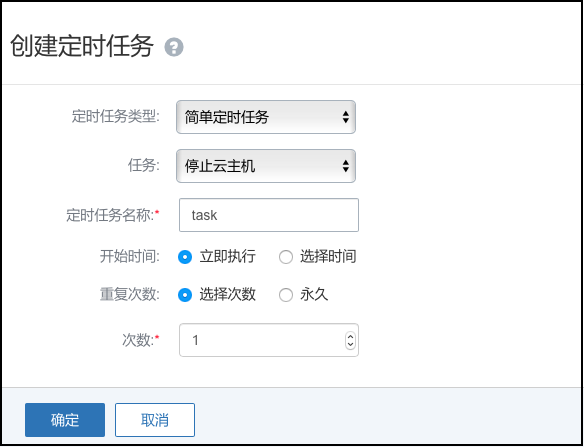 创建定时任务 ?
定时任务类型: 简单定时任务
任务: 停止云主机
定时任务名称:* task
开始时间: 立即执行 选择时间
重复次数: 选择次数 永久
次数:* 1
确定 取消